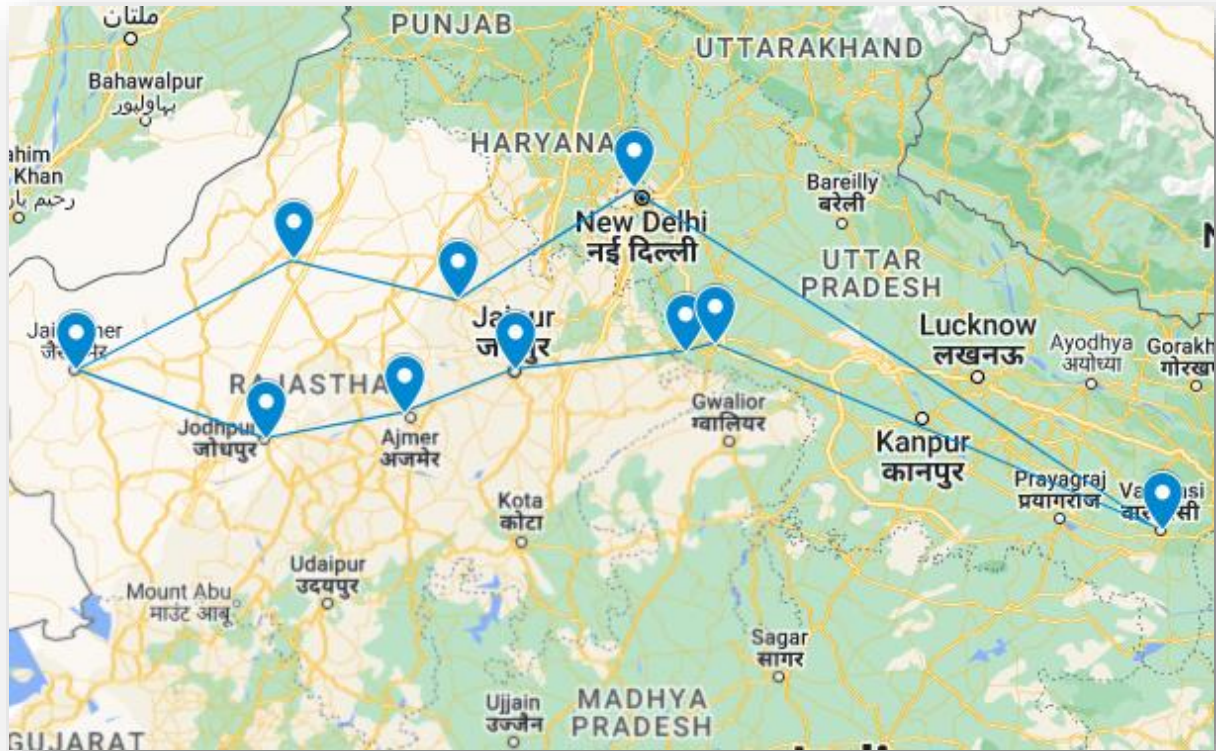 ملتان
PUNJAB
UTTARAKHAND
Bahawalpur
بہاولپور
HARYANA
ahim
Khan
Bareilly
बरेली
New Delhi
नई दिल्ली
UTTAR
PRADESH
Lucknow
लखनऊ
Ayodhya
अयोध्या
Gorakh
गोरखप
RAJASTHA
Gwalior
ग्वालियर
Jodhpur
जोधपुर
Ajmer
अजमेर
Kanpur
कानपुर
Prayagraj
प्रयागराज
Kota
कोटा
Udaipur
उदयपुर
Mount Abu
माउंट आबू
Sagar
सागर
Ujjain
उज्जैन
MADHYA
PRADESH
GUJARAT